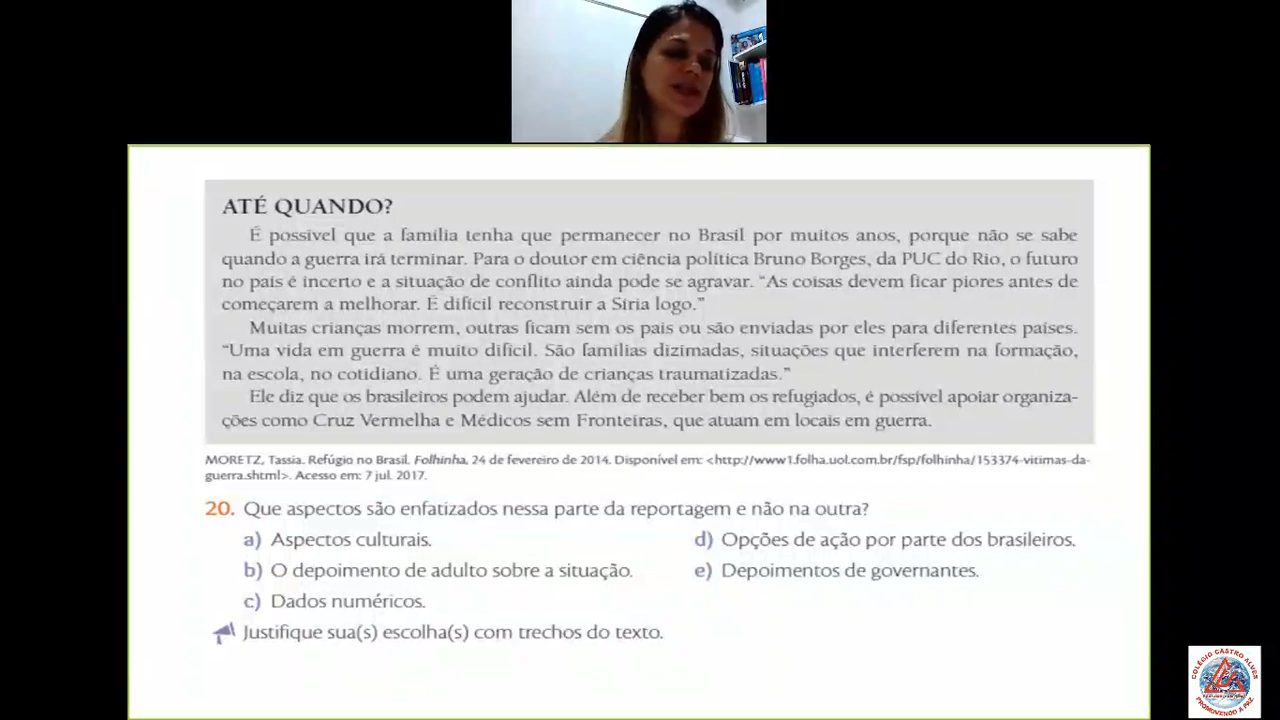 ATÉ QUANDO?
É possível que a família tenha que permanecer no Brasil por muitos anos, porque não se sabe
quando a guerra irá terminar. Para o doutor em ciência política Bruno Borges, da PUC do Rio, o futuro
no país é incerto e a situação de conflito ainda pode se agravar. “As coisas devem ficar piores antes de
começarem a melhorar. É difícil reconstruir a Síria logo.”
Muitas crianças morrem, outras ficam sem os pais ou são enviadas por eles para diferentes países.
“Uma vida em guerra é muito difícil. São famílias dizimadas, situações que interferem na formação,
na escola, no cotidiano. É uma geração de crianças traumatizadas.”
Ele diz que os brasileiros podem ajudar. Além de receber bem os refugiados, é possível apoiar organiza-
ções como Cruz Vermelha e Médicos sem Fronteiras, que atuam em locais em guerra.
MORETZ, Tassia. Refúgio no Brasil. Folhinha, 24 de fevereiro de 2014. Disponível em: <http://www1.folha.uol.com.br/fsp/folhinha/153374-vitimas-da-
guerra.shtml>. Acesso em: 7 jul. 2017.
20. Que aspectos são enfatizados nessa parte da reportagem e não na outra?
a) Aspectos culturais.
b) O depoimento de adulto sobre a situação.
c) Dados numéricos.
d) Opções de ação por parte dos brasileiros.
e) Depoimentos de governantes.
Justifique sua(s) escolha(s) com trechos do texto.
COLÉGIO CASTRO ALVES
PROMOVENDO A PAZ